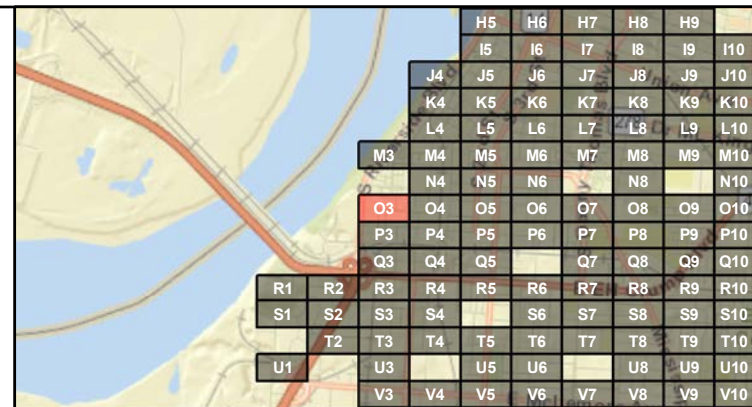 H5 H6 H7 H8 H9
I5 I6 I7 I8 I9 I10
J4 J5 J6 J7 J8 J9 J10
K4 K5 K6 K7 K8 K9 K10
L4 L5 L6 L7 L8 L9 L10
M3 M4 M5 M6 M7 M8 M9 M10
N4 N5 N6 N8 N10
O3 O4 O5 O6 O7 O8 O9 O10
P3 P4 P5 P6 P7 P8 P9 P10
Q3 Q4 Q5 Q7 Q8 Q9 Q10
R1 R2 R3 R4 R5 R6 R7 R8 R9 R10
S1 S2 S3 S4 S6 S7 S8 S9 S10
T2 T3 T4 T5 T6 T7 T8 T9 T10
U1 U3 U5 U6 U8 U9 U10
V3 V4 V5 V6 V7 V8 V9 V10
S Riverside Blvd
S 3rd St